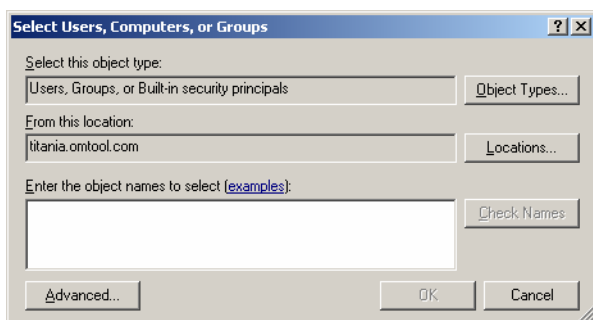 Select Users, Computers, or Groups
Select this object type:
Users, Groups, or Built-in security principals
Object Types...
From this location:
titania.omtool.com
Locations...
Enter the object names to select (examples):
Check Names
Advanced...
OK
Cancel